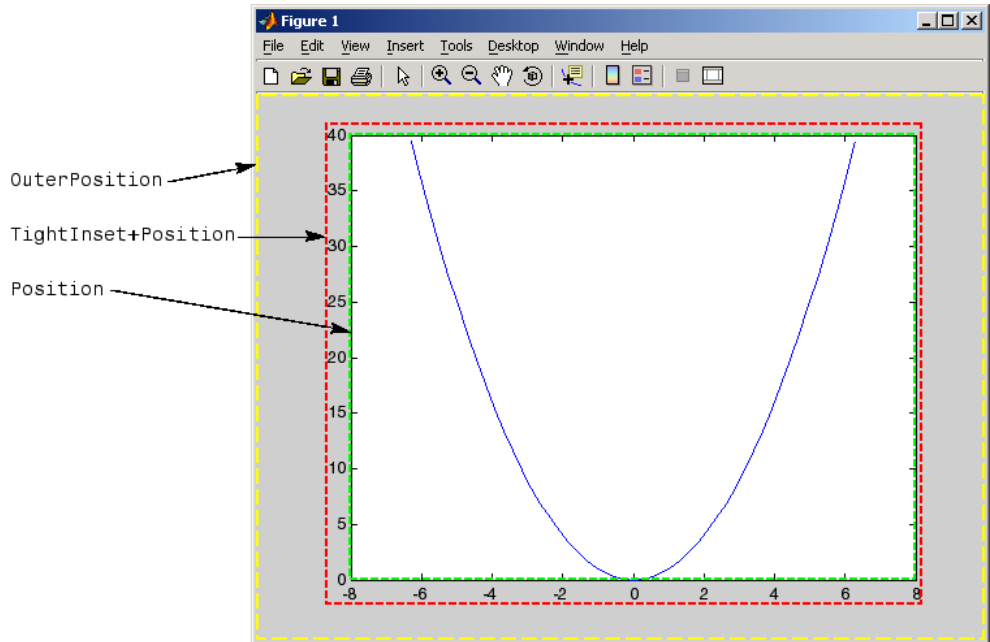 Figure 1
File Edit View Insert Tools Desktop Window Help
OuterPosition
TightInset+Position
Position
40
35
30
25
20
15
10
5
0
-8 -6 -4 -2 0 2 4 6 8